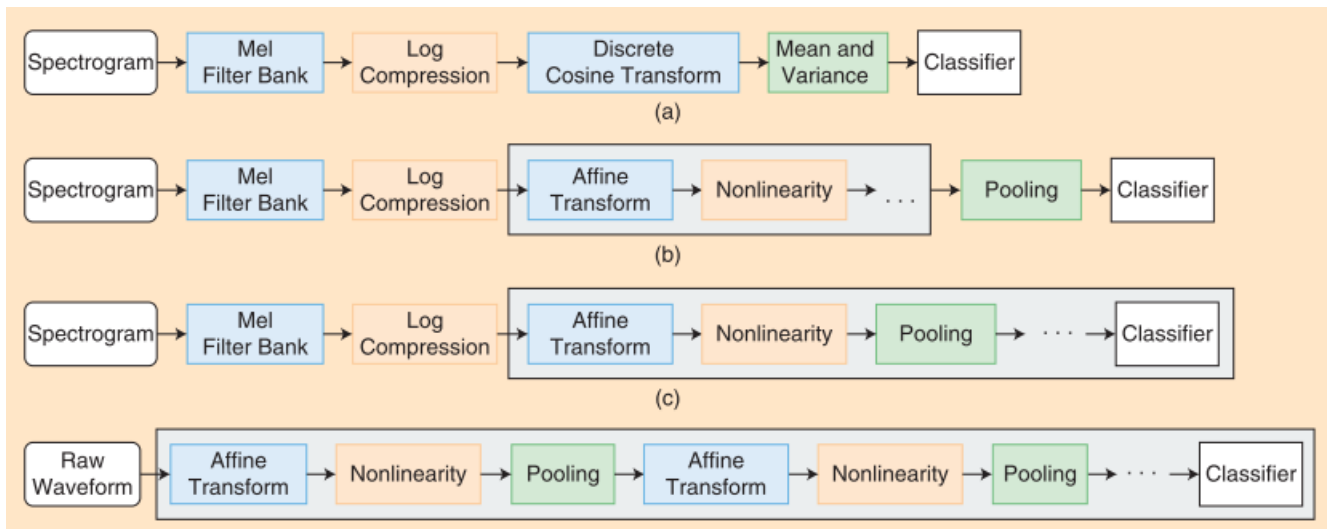 Spectrogram
Mel
Filter Bank
Log
Compression
Discrete
Cosine Transform
Mean and
Variance
Classifier
(a)
Spectrogram
Mel
Filter Bank
Log
Compression
Affine
Transform
Nonlinearity
. . .
Pooling
Classifier
(b)
Spectrogram
Mel
Filter Bank
Log
Compression
Affine
Transform
Nonlinearity
Pooling
. . .
Classifier
(c)
Raw
Waveform
Affine
Transform
Nonlinearity
Pooling
Affine
Transform
Nonlinearity
Pooling
. . .
Classifier